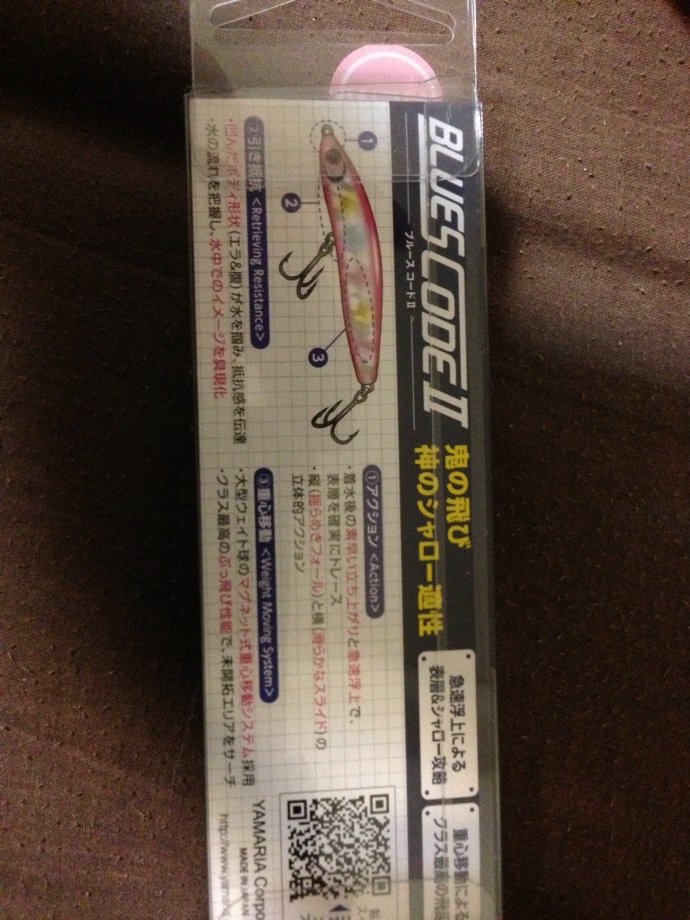 BLUESCODE II
ブルースコードII
鬼の飛び
神のシャロー適性
急速浮上による
表層&シャロー攻略
重心移動による
クラス最高の飛
1
2
3
①アクション <Action>
・着水後の素早い立ち上がりと急速浮上で、
表層を確実にトレース
・縦(揺らめきフォール)と横(滑らかなスライド)の
立体的アクション
②引き抵抗 <Retrieving Resistance>
・凹んだボディ形状(エラ&腹)が水を掴み、抵抗感を伝達
・水の流れを把握し、水中でのイメージを具現化
③重心移動 <Weight Moving System>
・大型ウェイト球のマグネット式重心移動システム採用
・クラス最高のぶっ飛び性能で、未開拓エリアをサーチ
YAMARIA Corpo
MADE IN JAPAN
http://www.yamaria